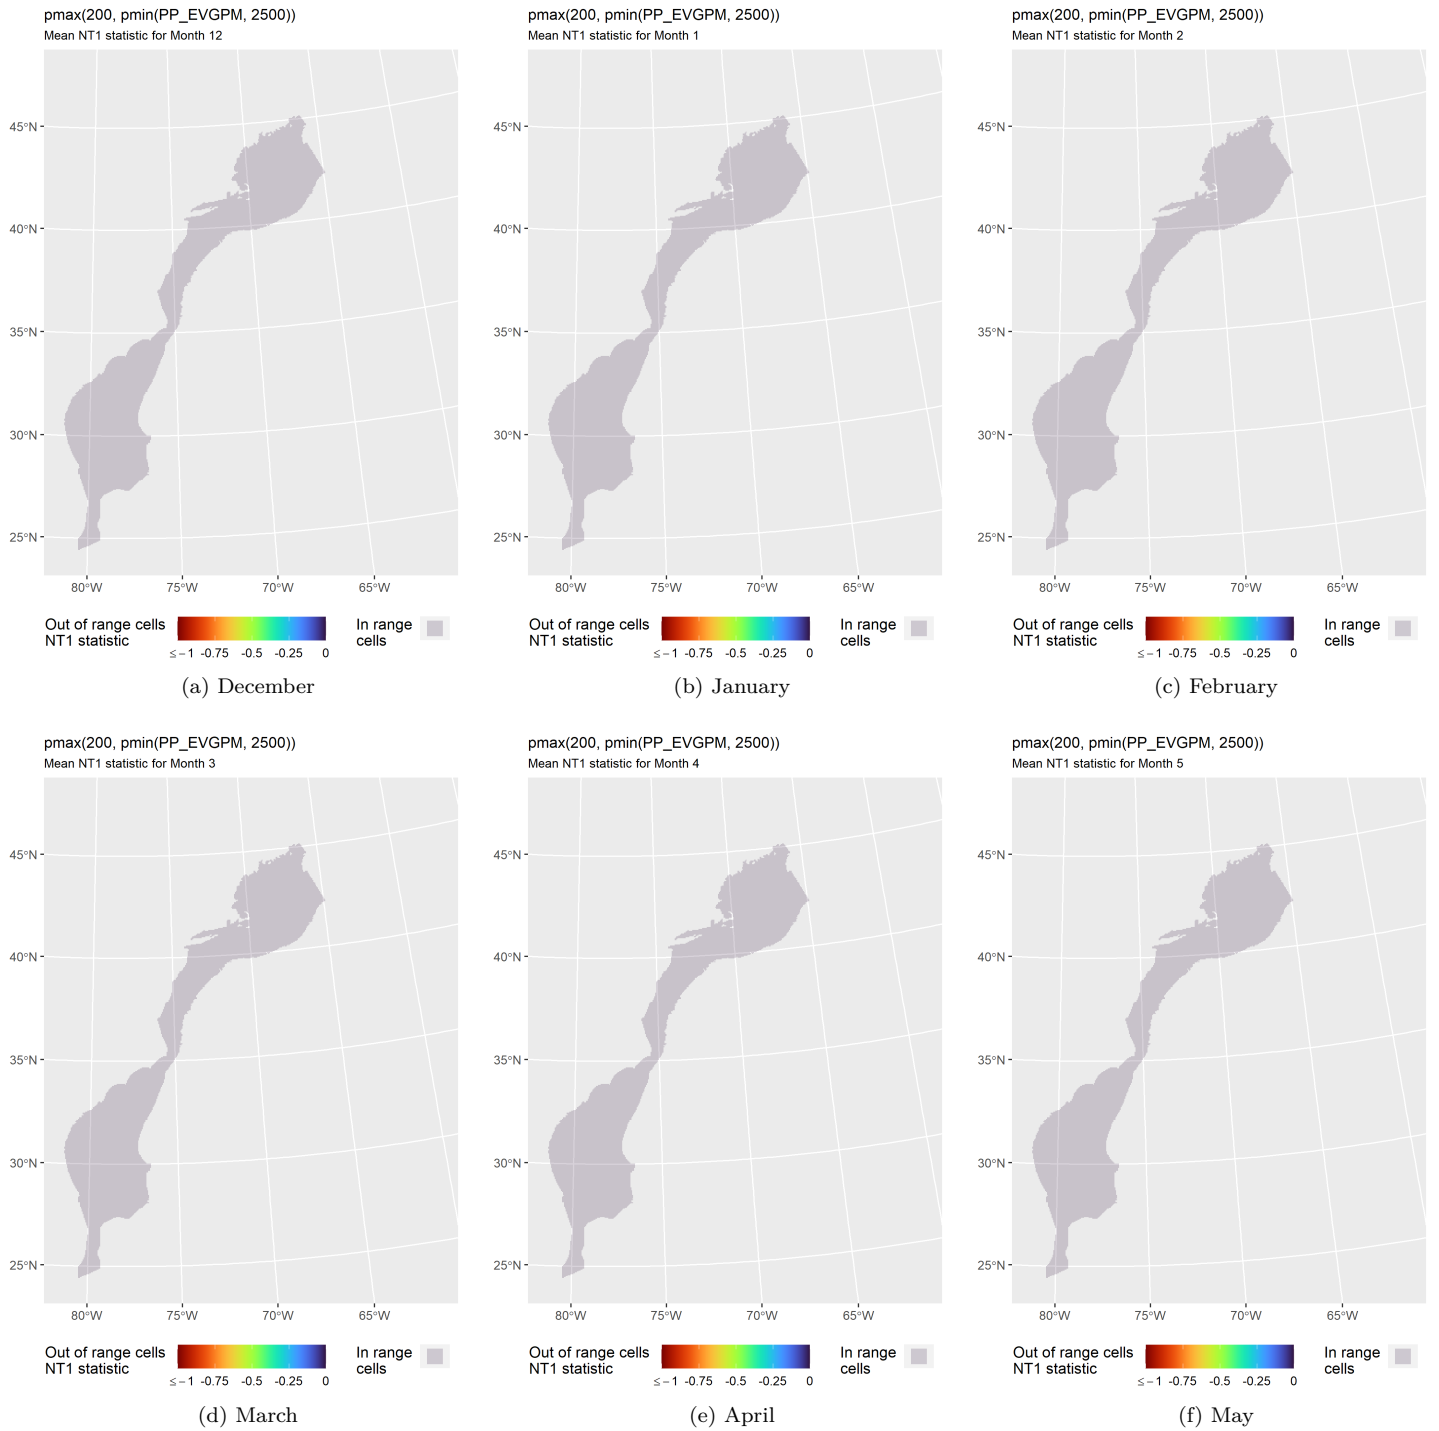 pmax(200, pmin(PP_EVGPM, 2500))
Mean NT1 statistic for Month 12
45°N
40°N
35°N
30°N
25°N
80°W 75°W 70°W 65°W
Out of range cells
NT1 statistic
≤ − 1 -0.75 -0.5 -0.25 0
In range
cells
(a) December
pmax(200, pmin(PP_EVGPM, 2500))
Mean NT1 statistic for Month 1
45°N
40°N
35°N
30°N
25°N
80°W 75°W 70°W 65°W
Out of range cells
NT1 statistic
≤ − 1 -0.75 -0.5 -0.25 0
In range
cells
(b) January
pmax(200, pmin(PP_EVGPM, 2500))
Mean NT1 statistic for Month 2
45°N
40°N
35°N
30°N
25°N
80°W 75°W 70°W 65°W
Out of range cells
NT1 statistic
≤ − 1 -0.75 -0.5 -0.25 0
In range
cells
(c) February
pmax(200, pmin(PP_EVGPM, 2500))
Mean NT1 statistic for Month 3
45°N
40°N
35°N
30°N
25°N
80°W 75°W 70°W 65°W
Out of range cells
NT1 statistic
≤ − 1 -0.75 -0.5 -0.25 0
In range
cells
(d) March
pmax(200, pmin(PP_EVGPM, 2500))
Mean NT1 statistic for Month 4
45°N
40°N
35°N
30°N
25°N
80°W 75°W 70°W 65°W
Out of range cells
NT1 statistic
≤ − 1 -0.75 -0.5 -0.25 0
In range
cells
(e) April
pmax(200, pmin(PP_EVGPM, 2500))
Mean NT1 statistic for Month 5
45°N
40°N
35°N
30°N
25°N
80°W 75°W 70°W 65°W
Out of range cells
NT1 statistic
≤ − 1 -0.75 -0.5 -0.25 0
In range
cells
(f) May